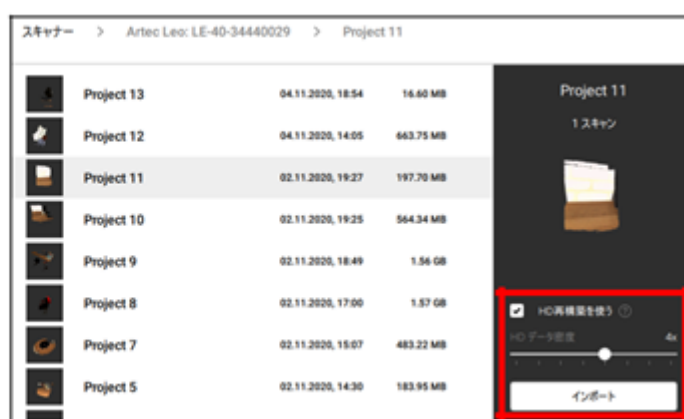 スキャナー > Artec Leo: LE-40-34440029 > Project 11
Project 13 04.11.2020, 18:54 16.60 MB
Project 12 04.11.2020, 14:05 663.75 MB
Project 11 02.11.2020, 19:27 197.70 MB
Project 10 02.11.2020, 19:25 564.34 MB
Project 9 02.11.2020, 18:49 1.56 GB
Project 8 02.11.2020, 17:00 1.57 GB
Project 7 02.11.2020, 15:07 483.22 MB
Project 5 02.11.2020, 14:30 183.95 MB
Project 11
1 スキャン
HD再構築を使う ?
HD データ密度 4x
インポート